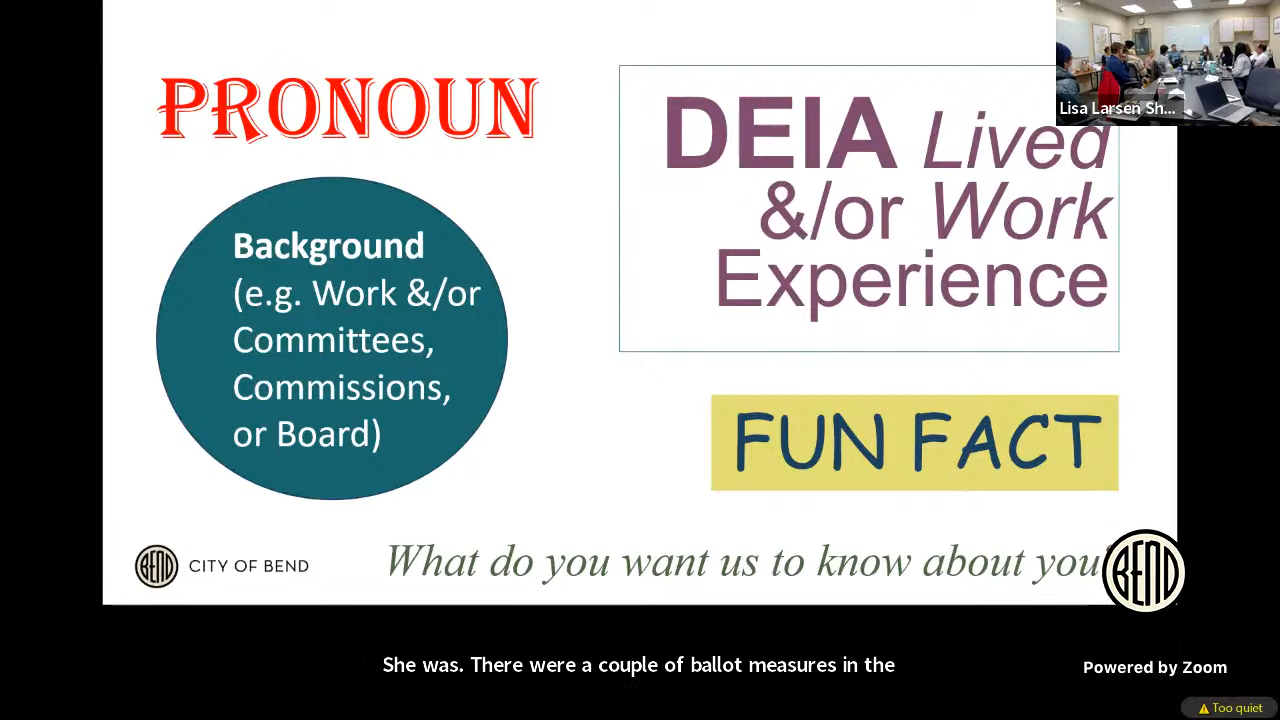 PRONOUN
DEIA Lived
&/or Work
Experience
Lisa Larsen Sh...
Background
(e.g. Work &/or
Committees,
Commissions,
or Board)
FUN FACT
BEND CITY OF BEND
What do you want us to know about you
BEND
She was. There were a couple of ballot measures in the
Powered by Zoom
Too quiet